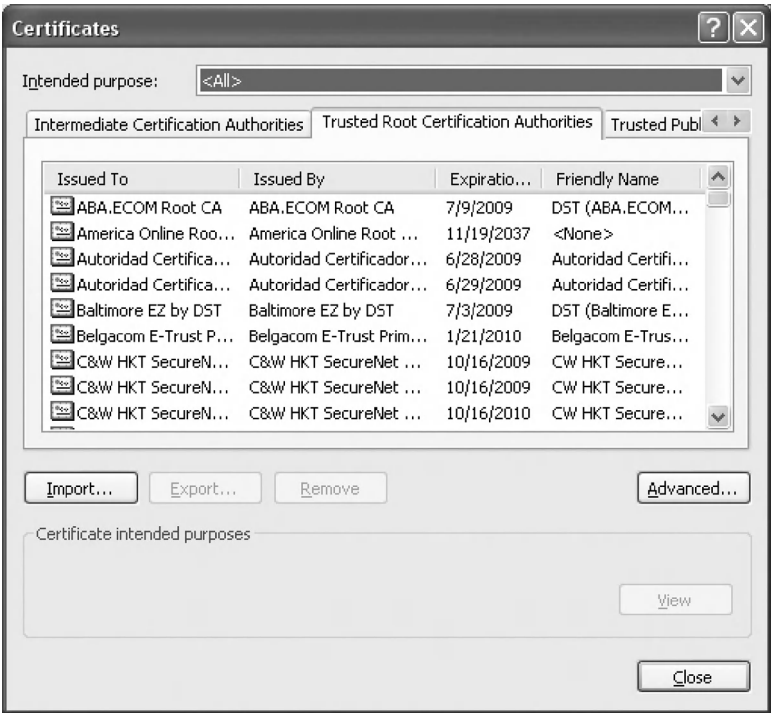 Certificates
Intended purpose: <All>
Intermediate Certification Authorities Trusted Root Certification Authorities Trusted Publ
Issued To Issued By Expiratio... Friendly Name
ABA.ECOM Root CA ABA.ECOM Root CA 7/9/2009 DST (ABA.ECOM...
America Online Roo... America Online Root ... 11/19/2037 <None>
Autoridad Certifica... Autoridad Certificador... 6/28/2009 Autoridad Certifi...
Autoridad Certifica... Autoridad Certificador... 6/29/2009 Autoridad Certifi...
Baltimore EZ by DST Baltimore EZ by DST 7/3/2009 DST (Baltimore E...
Belgacom E-Trust P... Belgacom E-Trust Prim... 1/21/2010 Belgacom E-Trus...
C&W HKT SecureN... C&W HKT SecureNet ... 10/16/2009 CW HKT Secure...
C&W HKT SecureN... C&W HKT SecureNet ... 10/16/2009 CW HKT Secure...
C&W HKT SecureN... C&W HKT SecureNet ... 10/16/2010 CW HKT Secure...
Import... Export... Remove Advanced...
Certificate intended purposes
View
Close